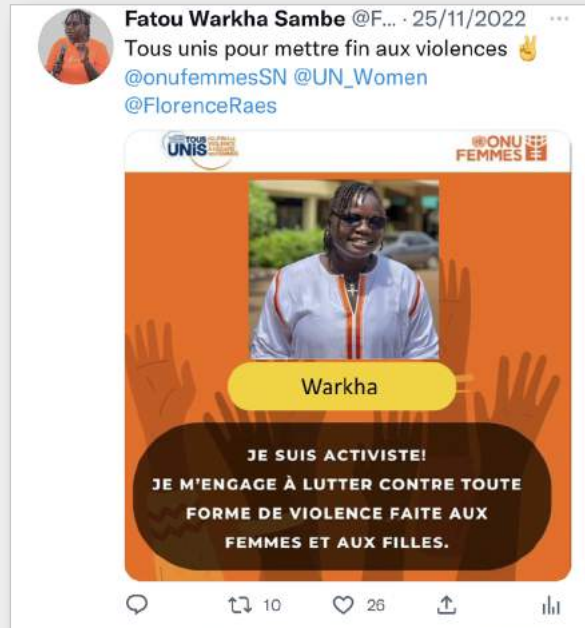 Fatou Warkha Sambe @F... · 25/11/2022 ...
Tous unis pour mettre fin aux violences ✌️
@onufemmesSN @UN_Women
@FlorenceRaes
TOUS
UNiS
ONU
FEMMES
Warkha
JE SUIS ACTIVISTE!
JE M'ENGAGE À LUTTER CONTRE TOUTE
FORME DE VIOLENCE FAITE AUX
FEMMES ET AUX FILLES.
10 26